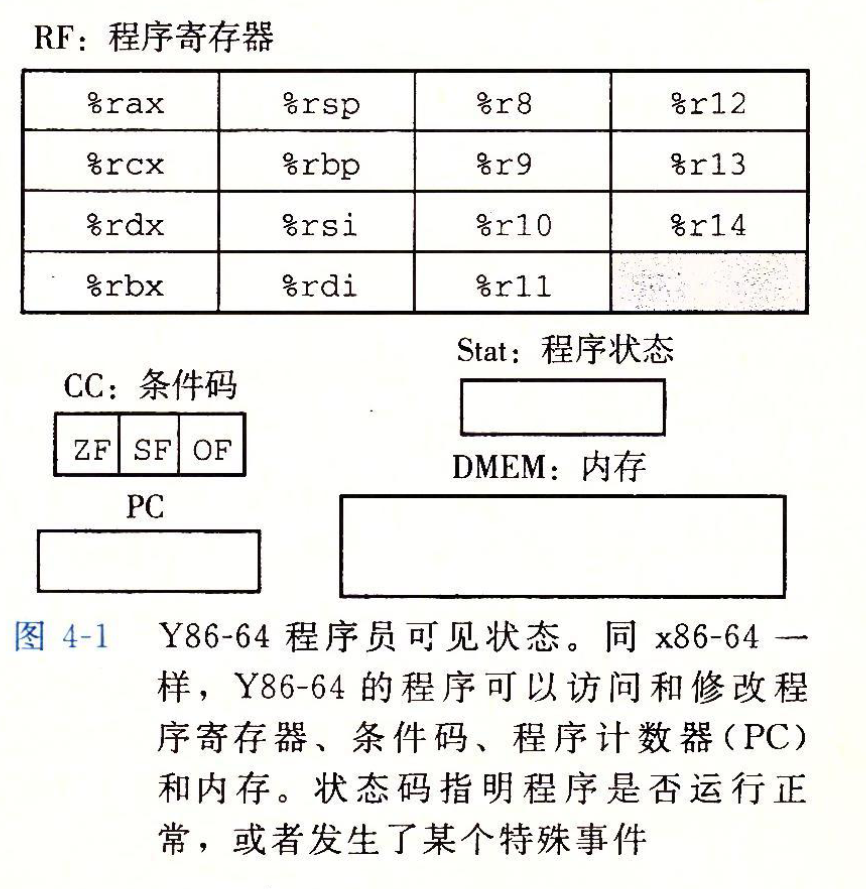 RF：程序寄存器
%rax %rsp %r8 %r12
%rcx %rbp %r9 %r13
%rdx %rsi %r10 %r14
%rbx %rdi %r11
Stat：程序状态
CC：条件码
ZF SF OF
DMEM：内存
PC
图 4-1 Y86-64 程序员可见状态。同 x86-64 一
样，Y86-64 的程序可以访问和修改程
序寄存器、条件码、程序计数器(PC)
和内存。状态码指明程序是否运行正
常，或者发生了某个特殊事件